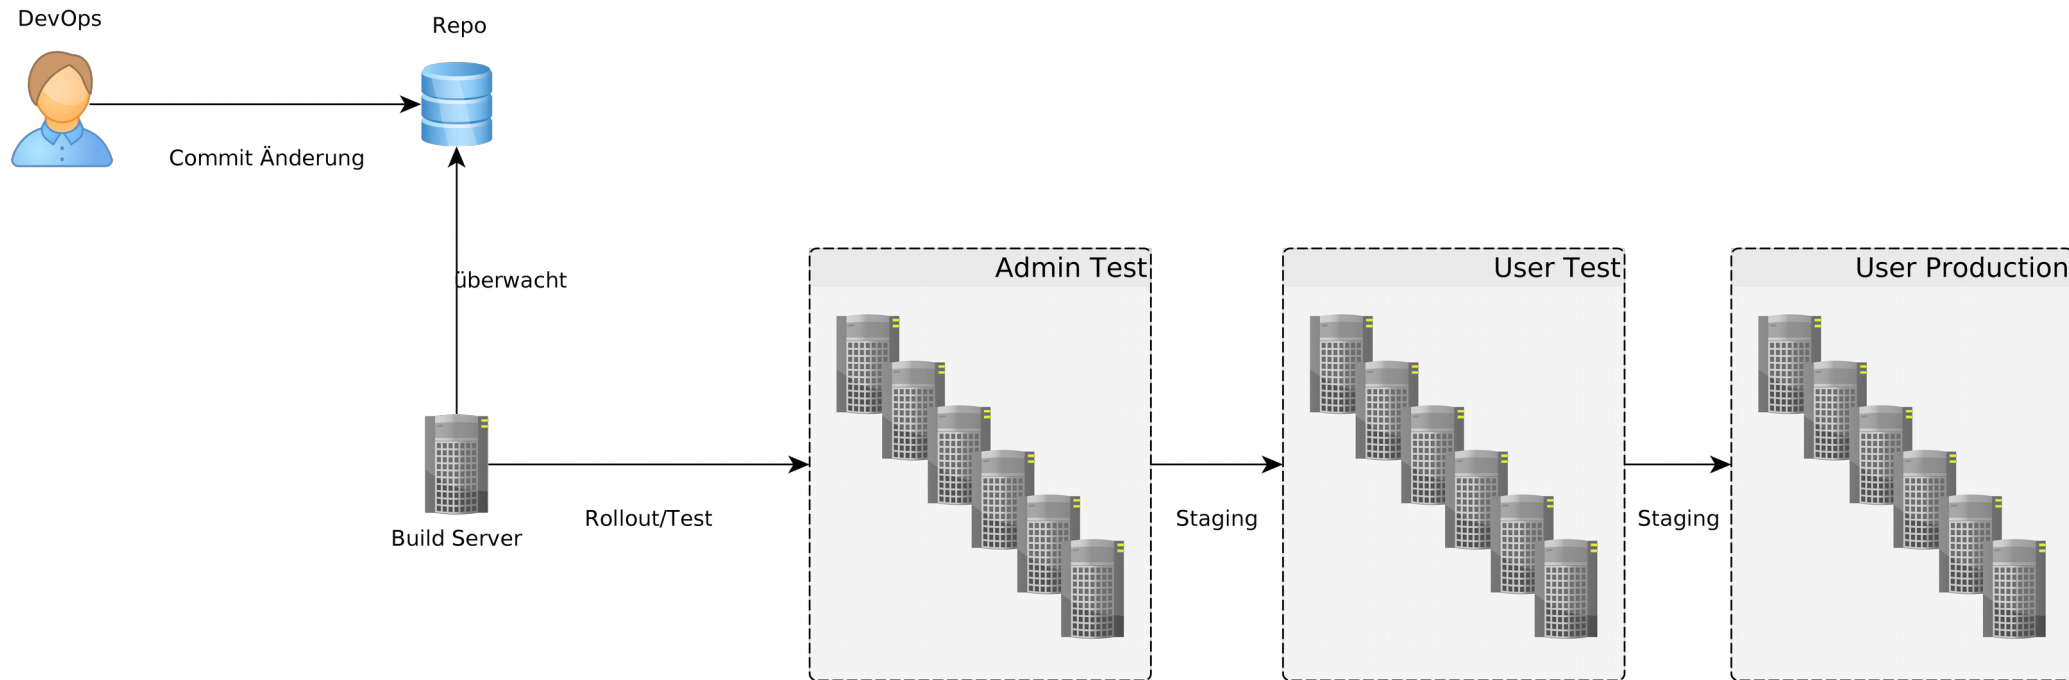 DevOps
Repo
Commit Änderung
überwacht
Admin Test
User Test
User Production
Build Server
Rollout/Test
Staging
Staging